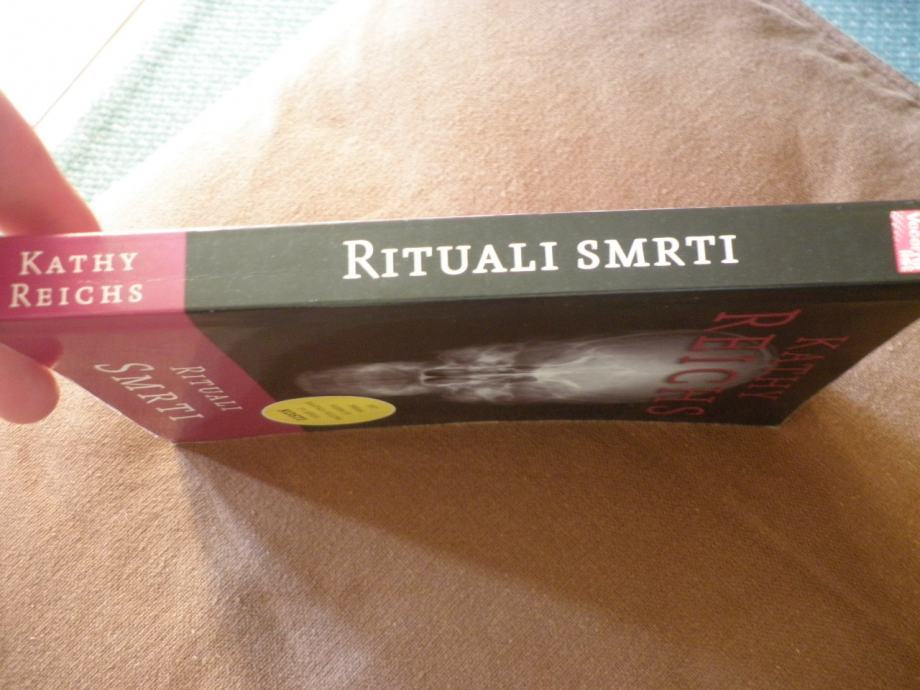 KATHY
REICHS
RITUALI SMRTI
KATHY
REICHS
RITUALI
SMRTI